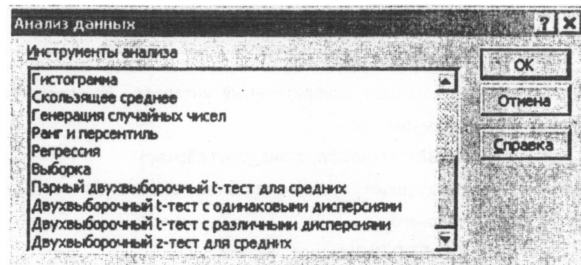 Анализ данных
Инструменты анализа
Гистограмма
Скользящее среднее
Генерация случайных чисел
Ранг и персентиль
Регрессия
Выборка
Парный двухвыборочный t-тест для средних
Двухвыборочный t-тест с одинаковыми дисперсиями
Двухвыборочный t-тест с различными дисперсиями
Двухвыборочный z-тест для средних
ОК
Отмена
Справка